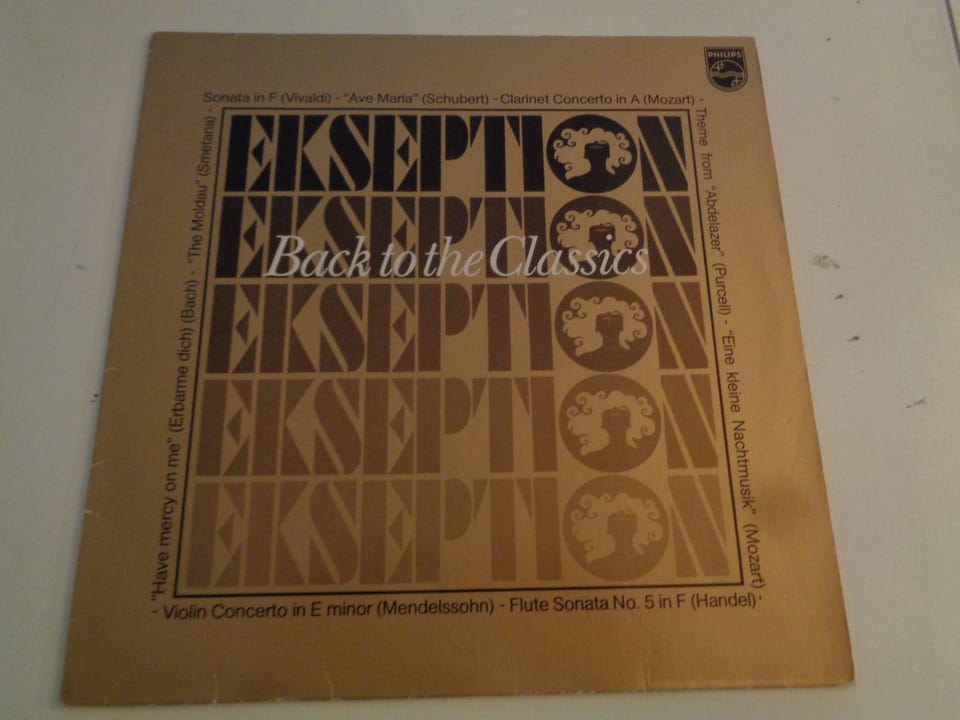 PHILIPS
Sonata in F (Vivaldi) - "Ave Maria" (Schubert) - Clarinet Concerto in A (Mozart) -
Theme from "Abdelazer" (Purcell) - "Eine kleine Nachtmusik" (Mozart)
- Violin Concerto in E minor (Mendelssohn) - Flute Sonata No. 5 in F (Handel)
"Have mercy on me" (Erbarme dich) (Bach) - "The Moldau" (Smetana) -
EKSEPTION
EKSEPTION
Back to the Classics
EKSEPTION
EKSEPTION
EKSEPTION